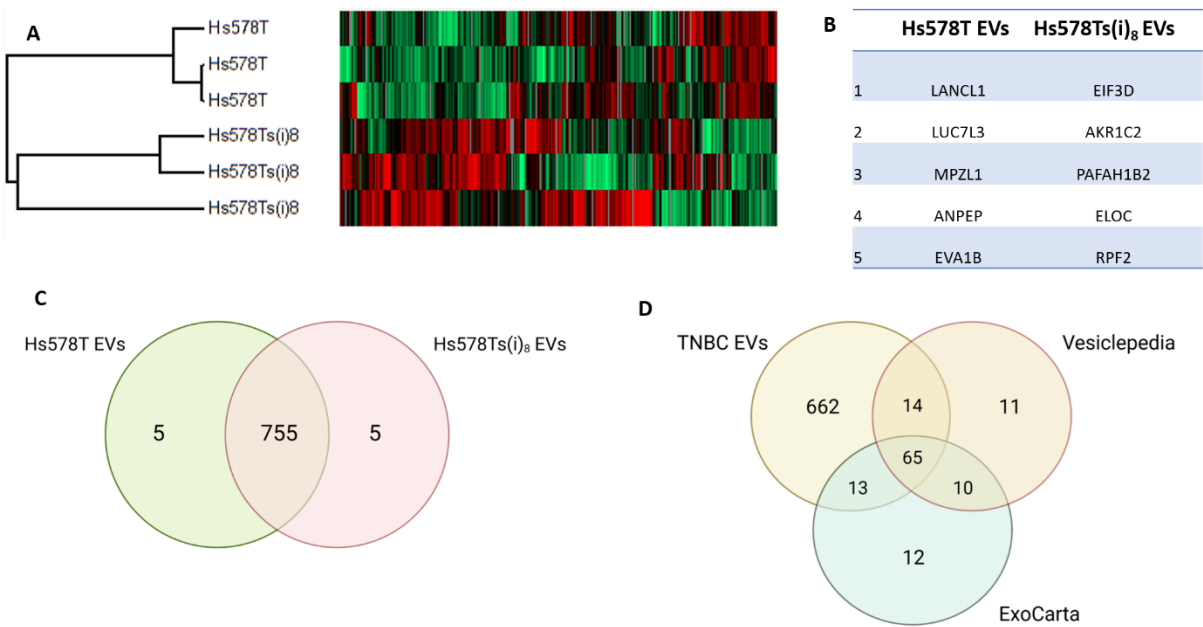 A
Hs578T
Hs578T
Hs578T
Hs578Ts(i)8
Hs578Ts(i)8
Hs578Ts(i)8
B
Hs578T EVs Hs578Ts(i)₈ EVs
1 LANCL1 EIF3D
2 LUC7L3 AKR1C2
3 MPZL1 PAFAH1B2
4 ANPEP ELOC
5 EVA1B RPF2
C
Hs578T EVs Hs578Ts(i)₈ EVs
5 755 5
D
TNBC EVs Vesiclepedia
662 14 11
65
13 10
12
ExoCarta